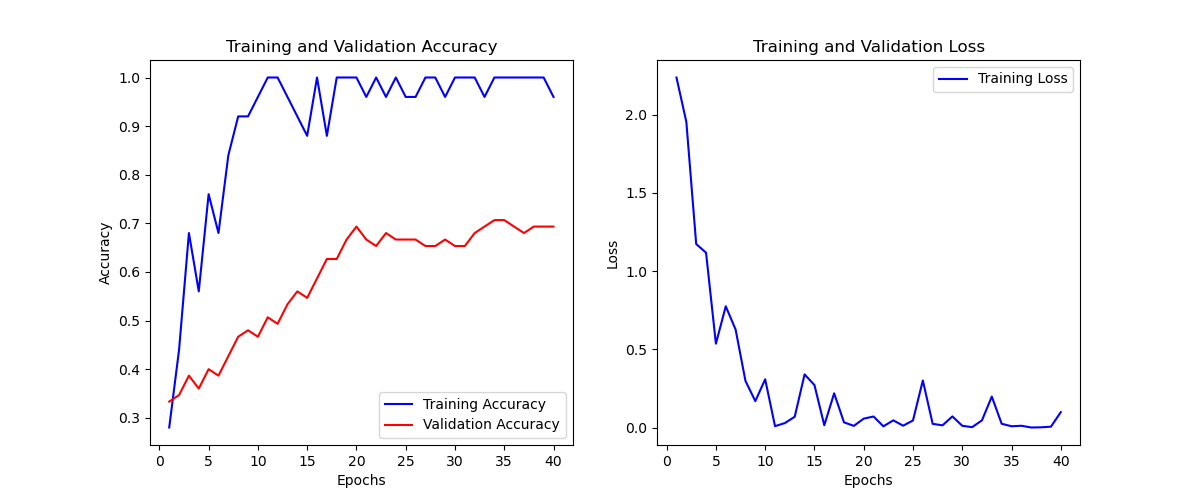 Training and Validation Accuracy
1.0
0.9
0.8
0.7
0.6
0.5
0.4
0.3
Accuracy
Training Accuracy
Validation Accuracy
0 5 10 15 20 25 30 35 40
Epochs
Training and Validation Loss
Training Loss
2.0
1.5
1.0
0.5
0.0
Loss
0 5 10 15 20 25 30 35 40
Epochs